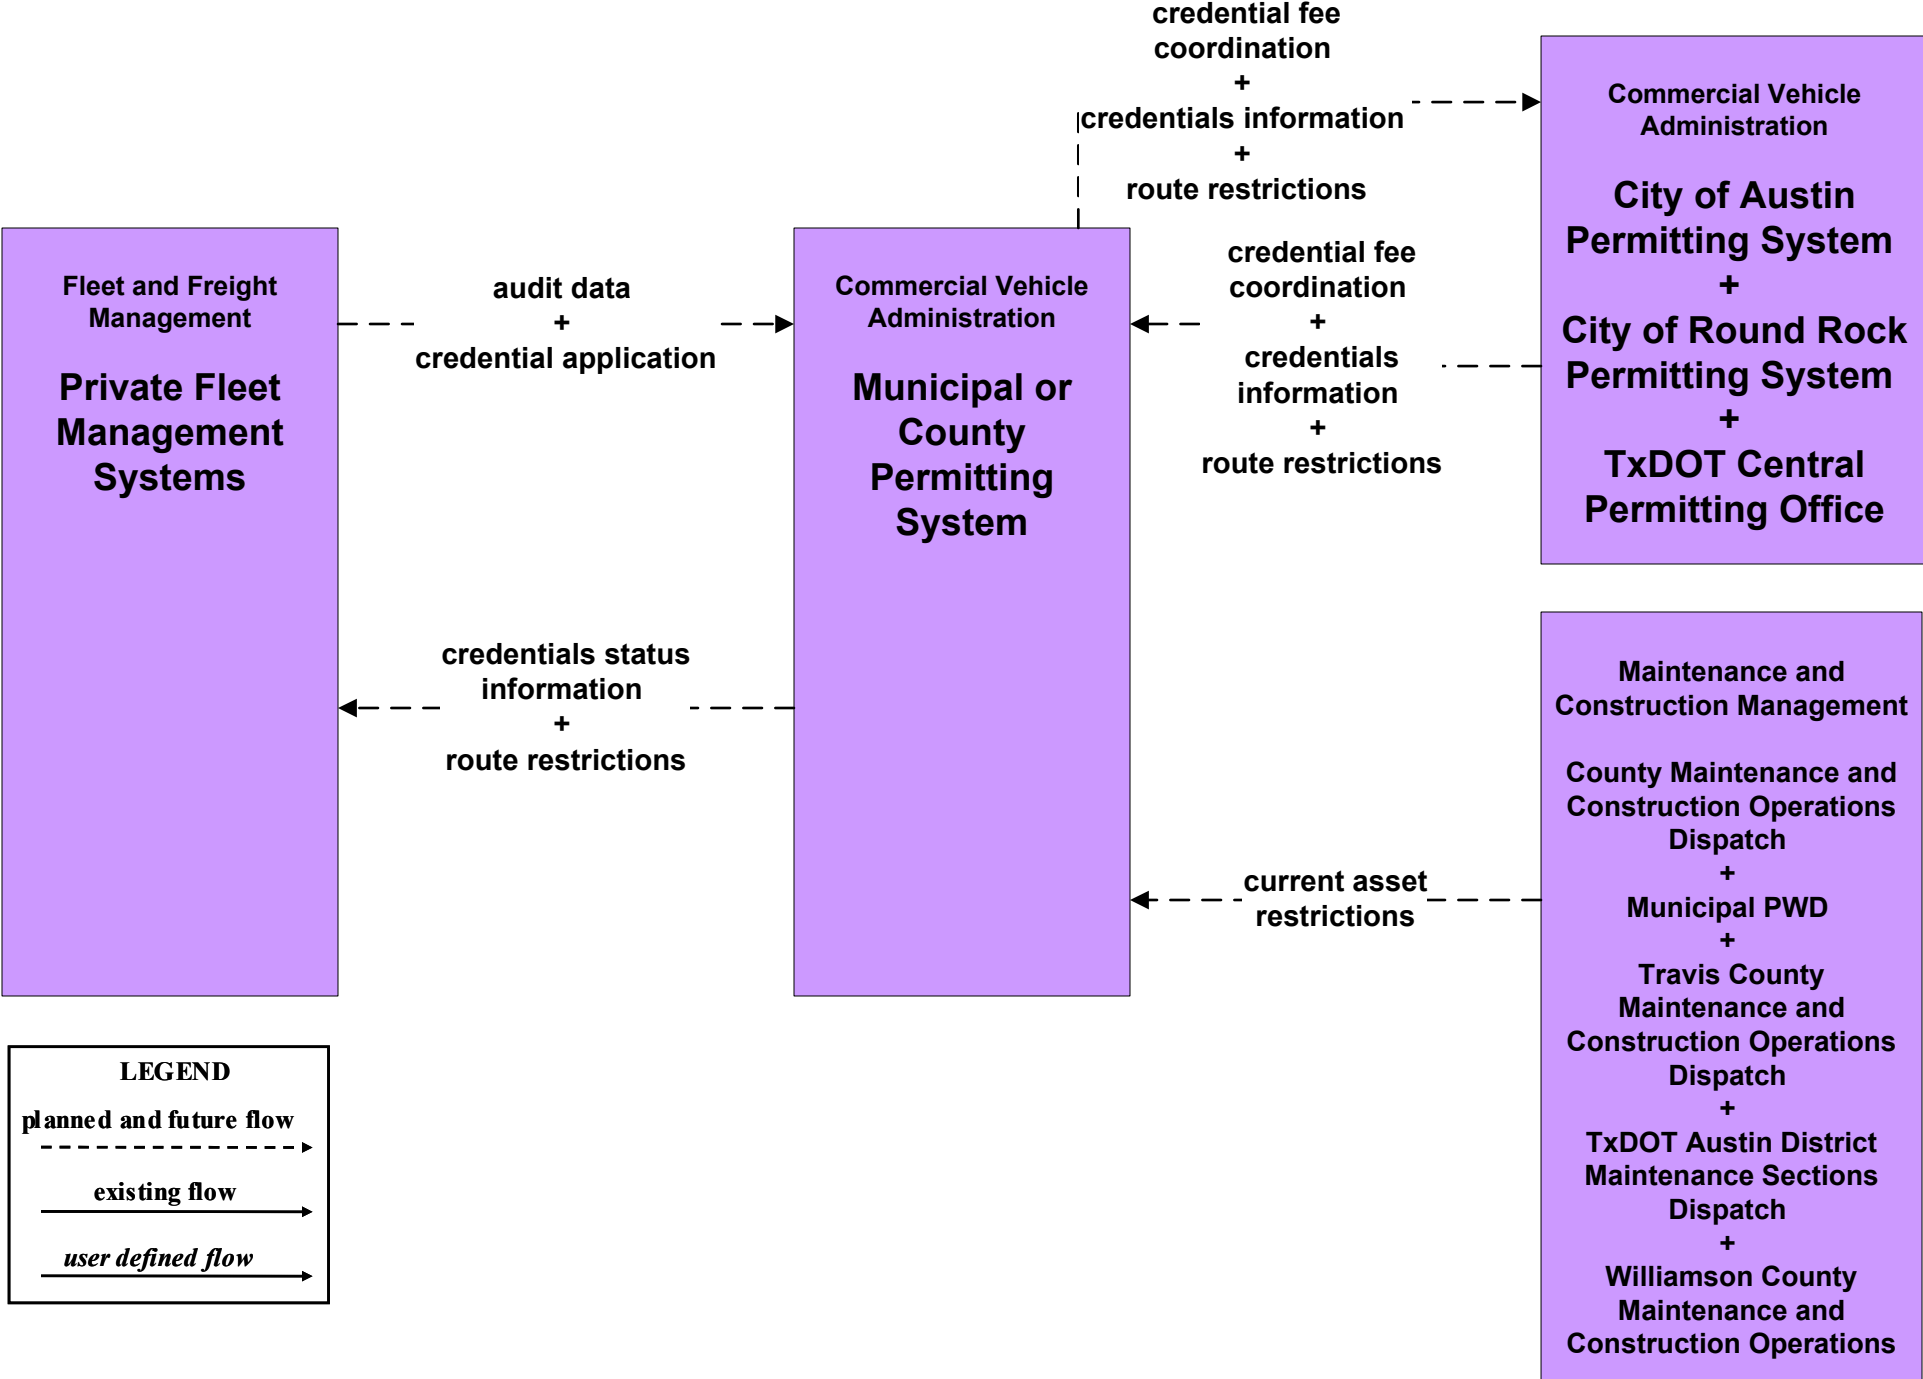 credential fee
coordination
+
credentials information
+
route restrictions
Commercial Vehicle
Administration
City of Austin
Permitting System
+
City of Round Rock
Permitting System
+
TxDOT Central
Permitting Office
Fleet and Freight
Management
Private Fleet
Management
Systems
audit data
+
credential application
Commercial Vehicle
Administration
Municipal or
County
Permitting
System
credential fee
coordination
+
credentials
information
+
route restrictions
credentials status
information
+
route restrictions
current asset
restrictions
Maintenance and
Construction Management
County Maintenance and
Construction Operations
Dispatch
+
Municipal PWD
+
Travis County
Maintenance and
Construction Operations
Dispatch
+
TxDOT Austin District
Maintenance Sections
Dispatch
+
Williamson County
Maintenance and
Construction Operations
LEGEND
planned and future flow
existing flow
user defined flow